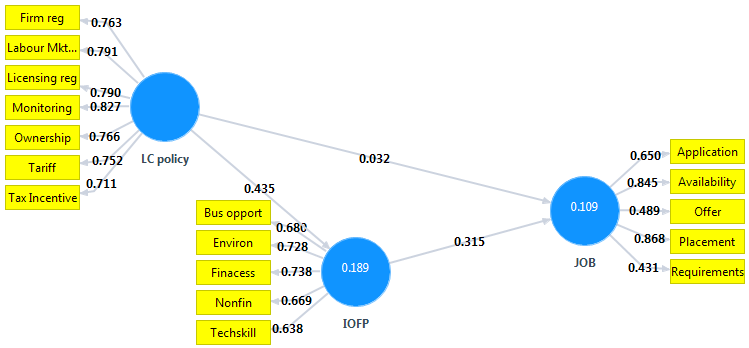 Firm reg
0.763
Labour Mkt...
0.791
Licensing reg
0.790
Monitoring
0.827
Ownership
0.766
Tariff
0.752
Tax Incentive
0.711
LC policy
0.032
0.435
Bus opport
0.680
Environ
0.728
Finacess
0.738
Nonfin
0.669
Techskill
0.638
0.189
IOFP
0.315
0.109
JOB
0.650
Application
0.845
Availability
0.489
Offer
0.868
Placement
0.431
Requirements